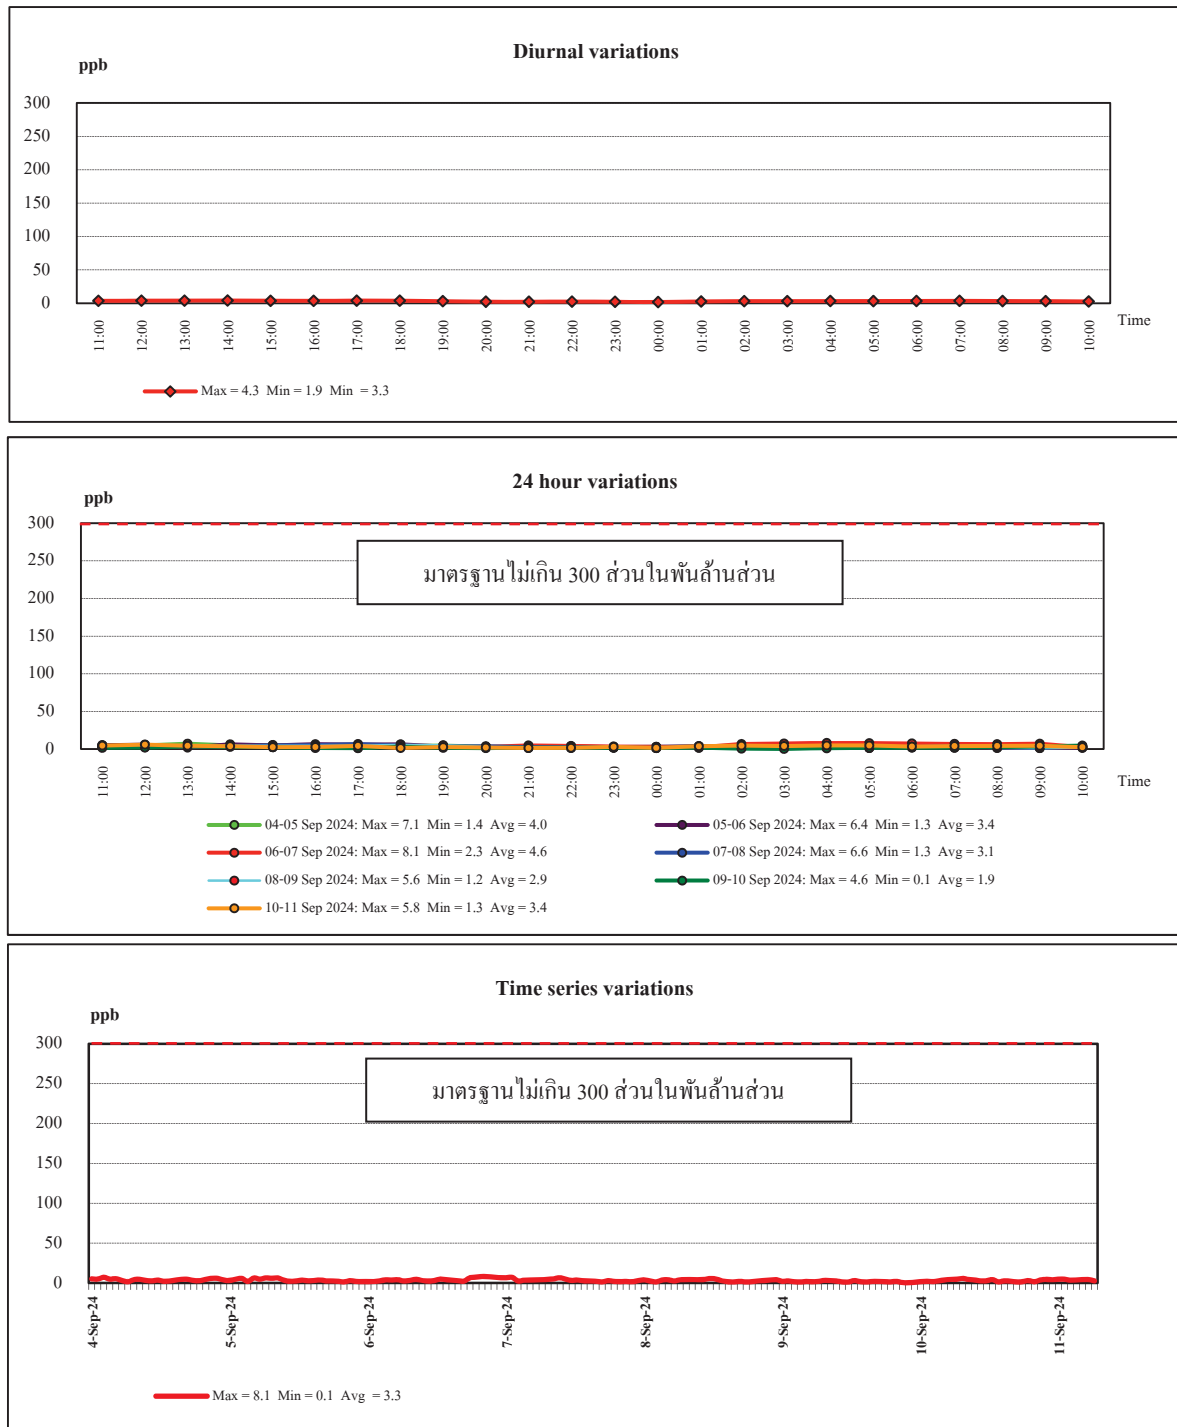 Diurnal variations
ppb
300
250
200
150
100
50
0
11:00 12:00 13:00 14:00 15:00 16:00 17:00 18:00 19:00 20:00 21:00 22:00 23:00 00:00 01:00 02:00 03:00 04:00 05:00 06:00 07:00 08:00 09:00 10:00
Time
Max = 4.3 Min = 1.9 Min = 3.3
24 hour variations
ppb
300
250
200
150
100
50
0
มาตรฐานไม่เกิน 300 ส่วนในพันล้านส่วน
11:00 12:00 13:00 14:00 15:00 16:00 17:00 18:00 19:00 20:00 21:00 22:00 23:00 00:00 01:00 02:00 03:00 04:00 05:00 06:00 07:00 08:00 09:00 10:00
Time
04-05 Sep 2024: Max = 7.1 Min = 1.4 Avg = 4.0
05-06 Sep 2024: Max = 6.4 Min = 1.3 Avg = 3.4
06-07 Sep 2024: Max = 8.1 Min = 2.3 Avg = 4.6
07-08 Sep 2024: Max = 6.6 Min = 1.3 Avg = 3.1
08-09 Sep 2024: Max = 5.6 Min = 1.2 Avg = 2.9
09-10 Sep 2024: Max = 4.6 Min = 0.1 Avg = 1.9
10-11 Sep 2024: Max = 5.8 Min = 1.3 Avg = 3.4
Time series variations
ppb
300
250
200
150
100
50
0
มาตรฐานไม่เกิน 300 ส่วนในพันล้านส่วน
4-Sep-24 5-Sep-24 6-Sep-24 7-Sep-24 8-Sep-24 9-Sep-24 10-Sep-24 11-Sep-24
Max = 8.1 Min = 0.1 Avg = 3.3